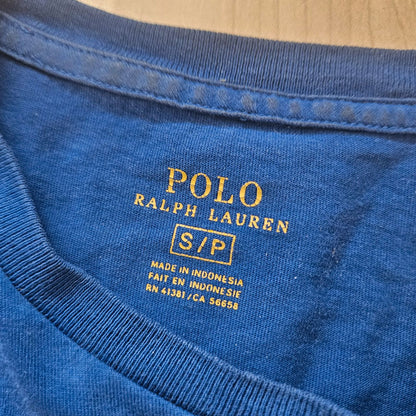 POLO
RALPH LAUREN
S/P
MADE IN INDONESIA
FAIT EN INDONESIE
RN 41381/CA 56658